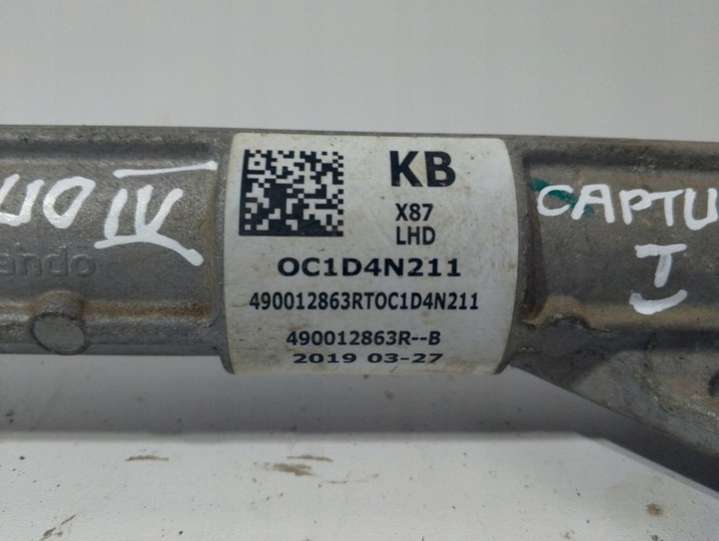 KB
X87
LHD
OC1D4N211
490012863RTOC1D4N211
490012863R--B
2019 03-27
IV
CAPTU
I